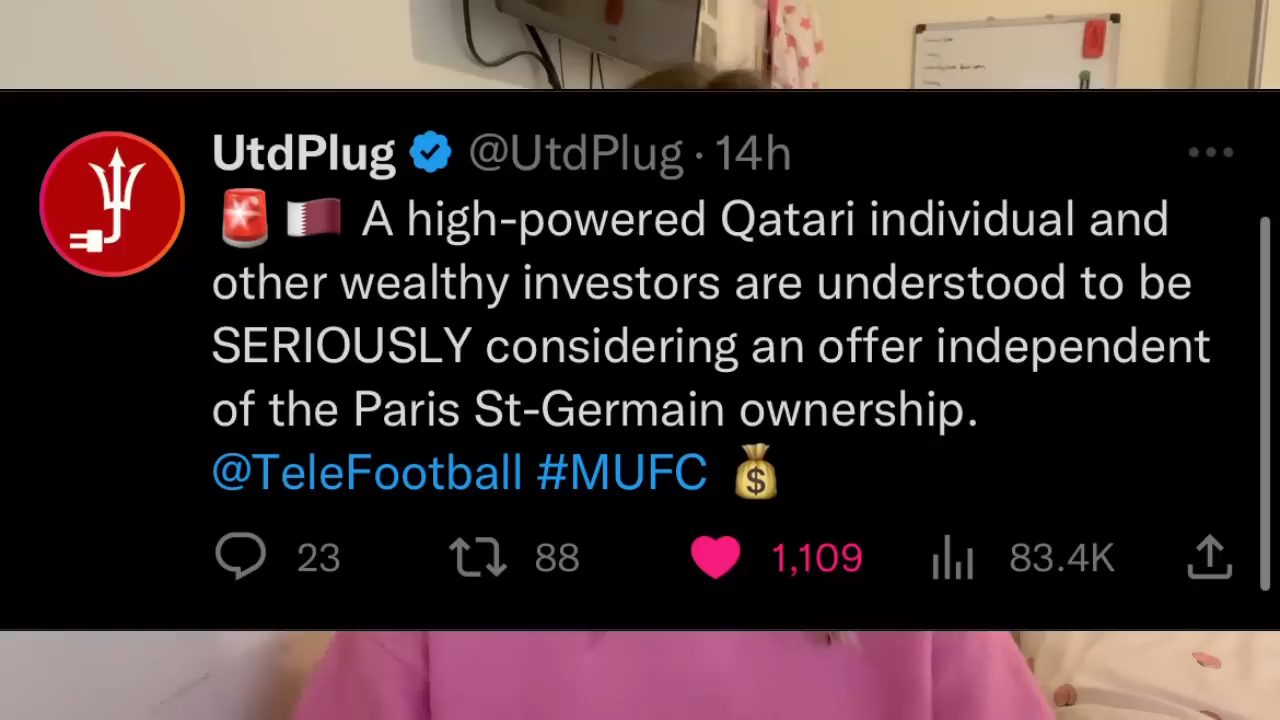 UtdPlug @UtdPlug · 14h
🚨🇶🇦 A high-powered Qatari individual and
other wealthy investors are understood to be
SERIOUSLY considering an offer independent
of the Paris St-Germain ownership.
@TeleFootball #MUFC 💰
23 88 1,109 83.4K